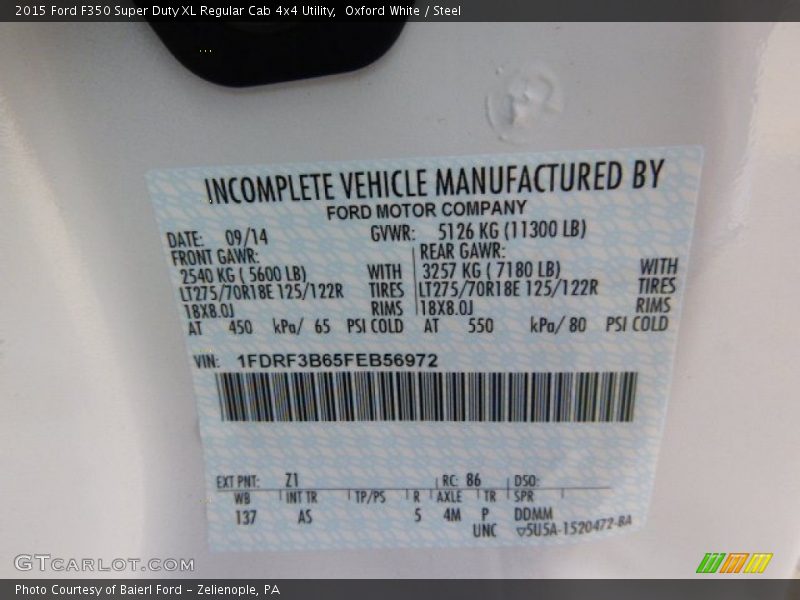 2015 Ford F350 Super Duty XL Regular Cab 4x4 Utility,  Oxford White / Steel
INCOMPLETE VEHICLE MANUFACTURED BY
FORD MOTOR COMPANY
DATE: 09/14 GVWR: 5126 KG (11300 LB)
FRONT GAWR: REAR GAWR:
2540 KG ( 5600 LB) WITH 3257 KG ( 7180 LB) WITH
LT275/70R18E 125/122R TIRES LT275/70R18E 125/122R TIRES
18X8.0J RIMS 18X8.0J RIMS
AT 450 kPa/ 65 PSI COLD AT 550 kPa/ 80 PSI COLD
VIN: 1FDRF3B65FEB56972
EXT PNT: Z1 RC: 86 DSO:
WB INT TR TP/PS R AXLE TR SPR
137 AS 5 4M P DDMM
UNC ▽5U5A-1520472-BA
GTCARLOT.COM
Photo Courtesy of Baierl Ford - Zelienople, PA